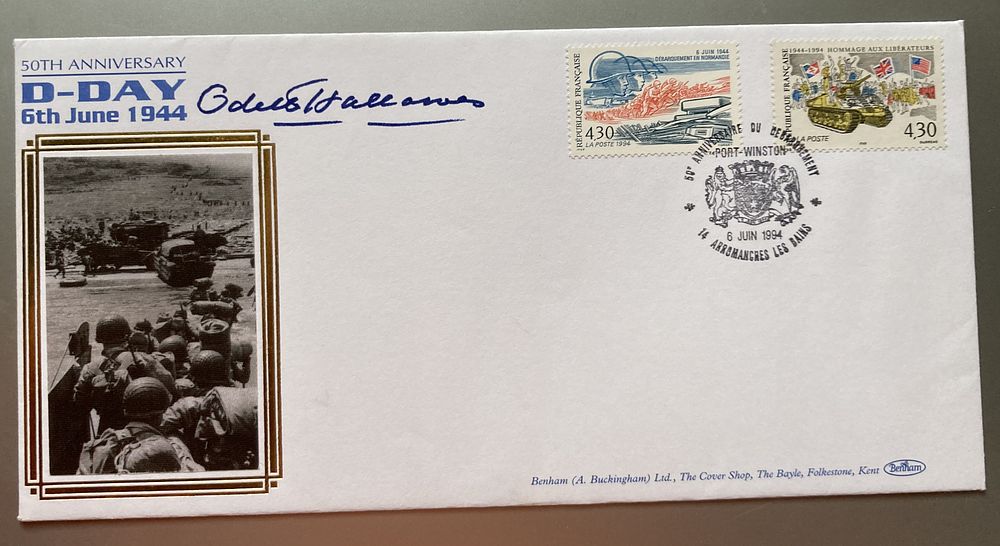 50TH ANNIVERSARY
D-DAY
6th June 1944
Odette Hallowes
RÉPUBLIQUE FRANÇAISE
6 JUIN 1944
DÉBARQUEMENT EN NORMANDIE
4,30
LA POSTE 1994
RÉPUBLIQUE FRANÇAISE
1944-1994 HOMMAGE AUX LIBÉRATEURS
4,30
LA POSTE
50e ANNIVERSAIRE DU DEBARQUEMENT
"PORT-WINSTON"
6 JUIN 1994
14 ARROMANCHES LES BAINS
Benham (A. Buckingham) Ltd., The Cover Shop, The Bayle, Folkestone, Kent
Benham